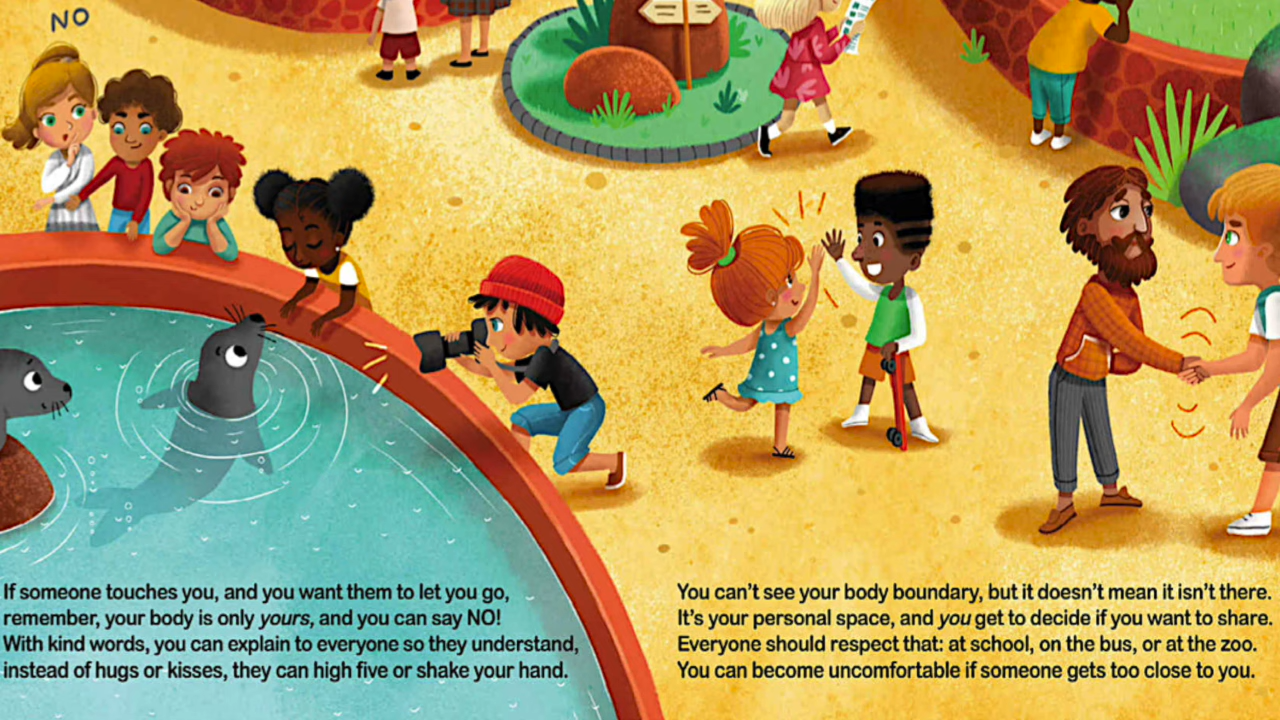 NO
If someone touches you, and you want them to let you go,
remember, your body is only yours, and you can say NO!
With kind words, you can explain to everyone so they understand,
instead of hugs or kisses, they can high five or shake your hand.
You can’t see your body boundary, but it doesn’t mean it isn’t there.
It’s your personal space, and you get to decide if you want to share.
Everyone should respect that: at school, on the bus, or at the zoo.
You can become uncomfortable if someone gets too close to you.